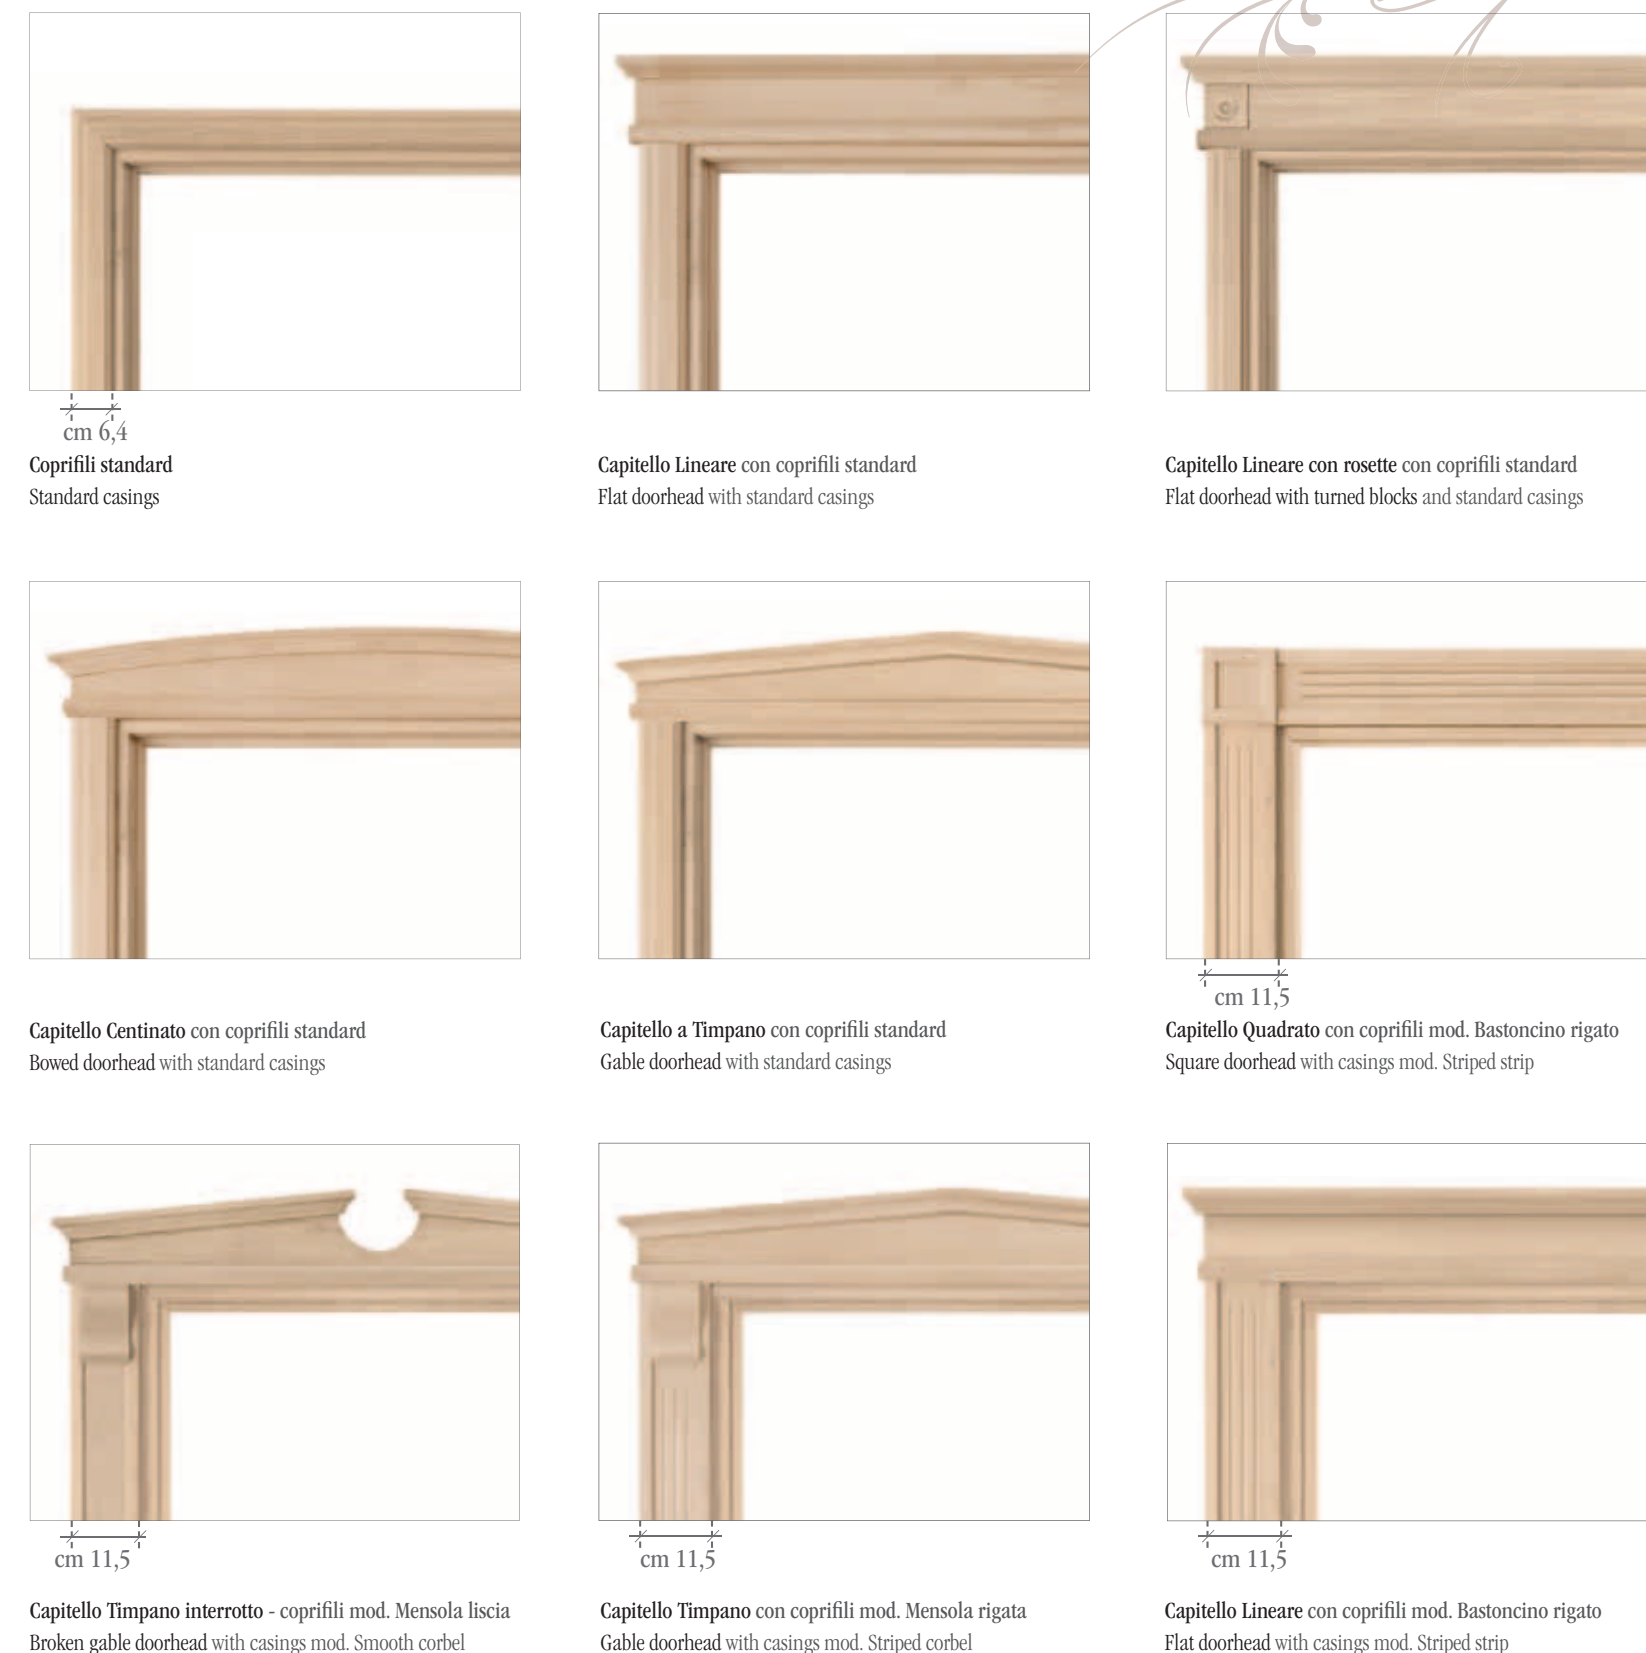 cm 6,4
Coprifili standard
Standard casings
Capitello Lineare con coprifili standard
Flat doorhead with standard casings
Capitello Lineare con rosette con coprifili standard
Flat doorhead with turned blocks and standard casings
Capitello Centinato con coprifili standard
Bowed doorhead with standard casings
Capitello a Timpano con coprifili standard
Gable doorhead with standard casings
cm 11,5
Capitello Quadrato con coprifili mod. Bastoncino rigato
Square doorhead with casings mod. Striped strip
cm 11,5
Capitello Timpano interrotto - coprifili mod. Mensola liscia
Broken gable doorhead with casings mod. Smooth corbel
cm 11,5
Capitello Timpano con coprifili mod. Mensola rigata
Gable doorhead with casings mod. Striped corbel
cm 11,5
Capitello Lineare con coprifili mod. Bastoncino rigato
Flat doorhead with casings mod. Striped strip